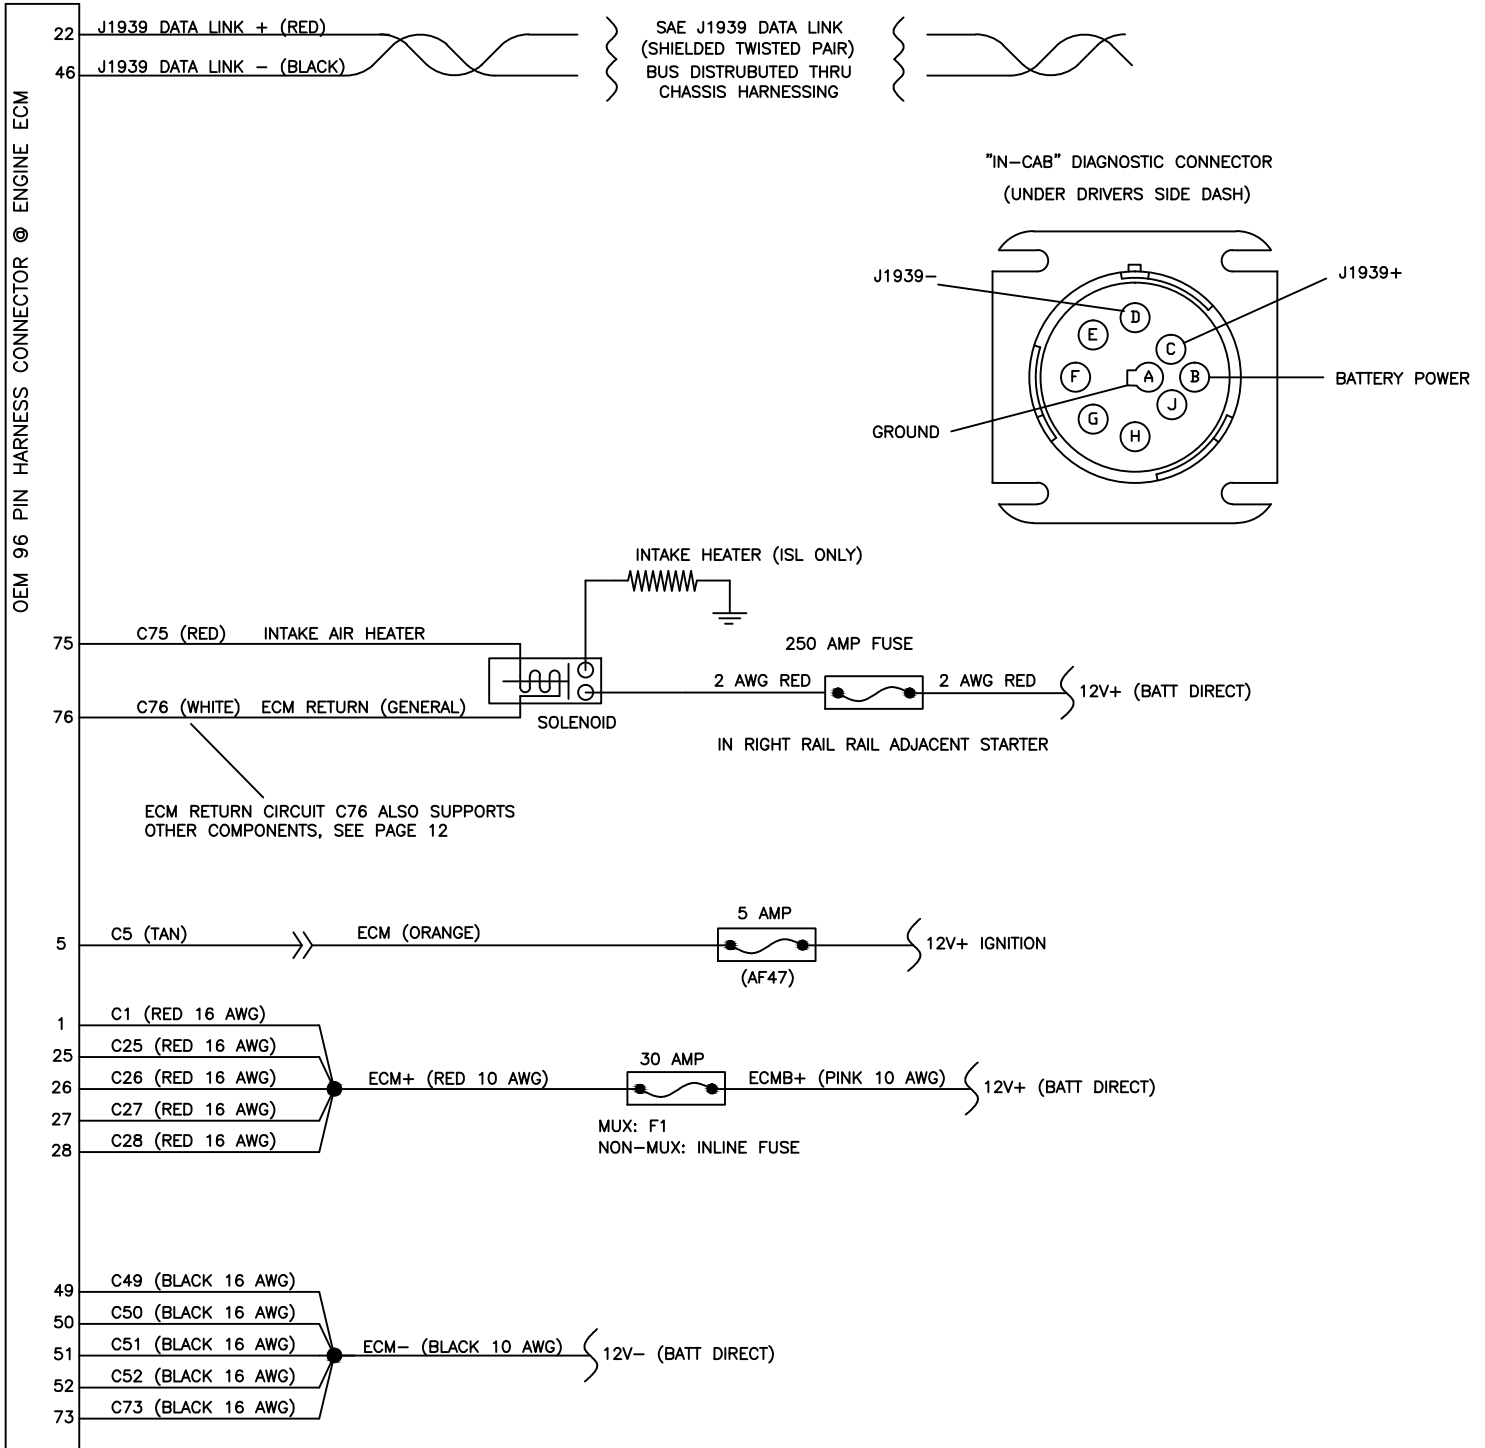 22
J1939 DATA LINK + (RED)
46
J1939 DATA LINK - (BLACK)
SAE J1939 DATA LINK
(SHIELDED TWISTED PAIR)
BUS DISTRUBUTED THRU
CHASSIS HARNESSING
OEM 96 PIN HARNESS CONNECTOR @ ENGINE ECM
"IN-CAB" DIAGNOSTIC CONNECTOR
(UNDER DRIVERS SIDE DASH)
J1939-
J1939+
D
E
C
F
A
B
BATTERY POWER
J
G
GROUND
H
INTAKE HEATER (ISL ONLY)
75
C75 (RED) INTAKE AIR HEATER
250 AMP FUSE
2 AWG RED
2 AWG RED
12V+ (BATT DIRECT)
76
C76 (WHITE) ECM RETURN (GENERAL)
SOLENOID
IN RIGHT RAIL RAIL ADJACENT STARTER
ECM RETURN CIRCUIT C76 ALSO SUPPORTS
OTHER COMPONENTS, SEE PAGE 12
5
C5 (TAN)
ECM (ORANGE)
5 AMP
(AF47)
12V+ IGNITION
1
C1 (RED 16 AWG)
25
C25 (RED 16 AWG)
26
C26 (RED 16 AWG)
27
C27 (RED 16 AWG)
28
C28 (RED 16 AWG)
ECM+ (RED 10 AWG)
30 AMP
ECMB+ (PINK 10 AWG)
12V+ (BATT DIRECT)
MUX: F1
NON-MUX: INLINE FUSE
49
C49 (BLACK 16 AWG)
50
C50 (BLACK 16 AWG)
51
C51 (BLACK 16 AWG)
52
C52 (BLACK 16 AWG)
73
C73 (BLACK 16 AWG)
ECM- (BLACK 10 AWG)
12V- (BATT DIRECT)